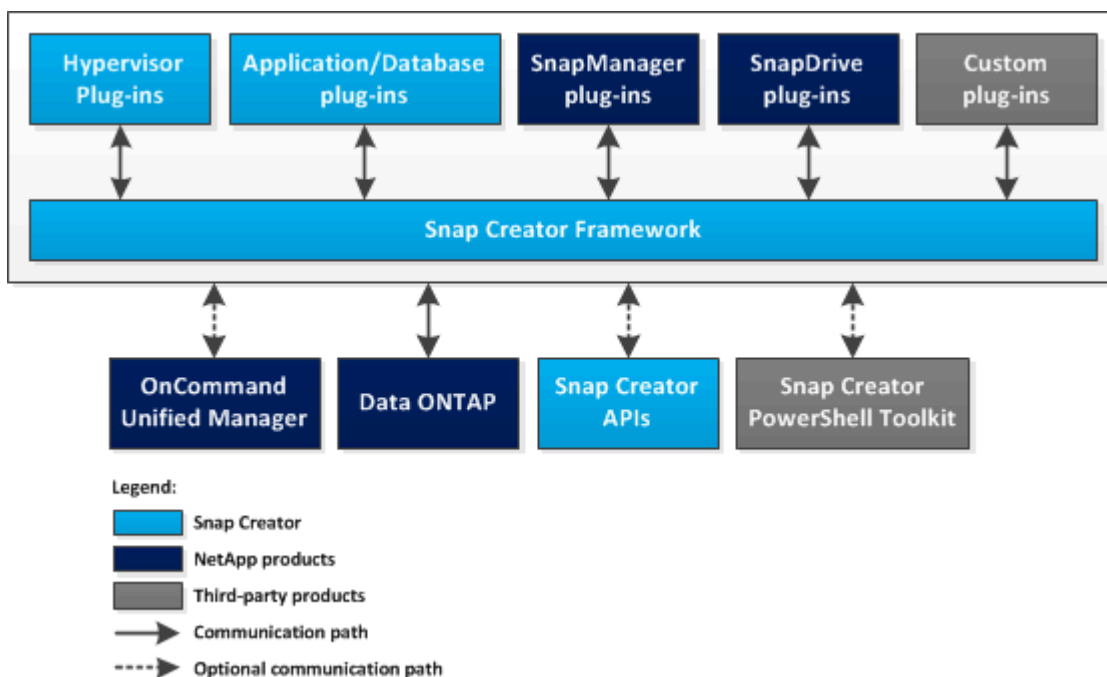 Hypervisor
Plug-ins
Application/Database
plug-ins
SnapManager
plug-ins
SnapDrive
plug-ins
Custom
plug-ins
Snap Creator Framework
OnCommand
Unified Manager
Data ONTAP
Snap Creator
APIs
Snap Creator
PowerShell Toolkit
Legend:
Snap Creator
NetApp products
Third-party products
Communication path
Optional communication path